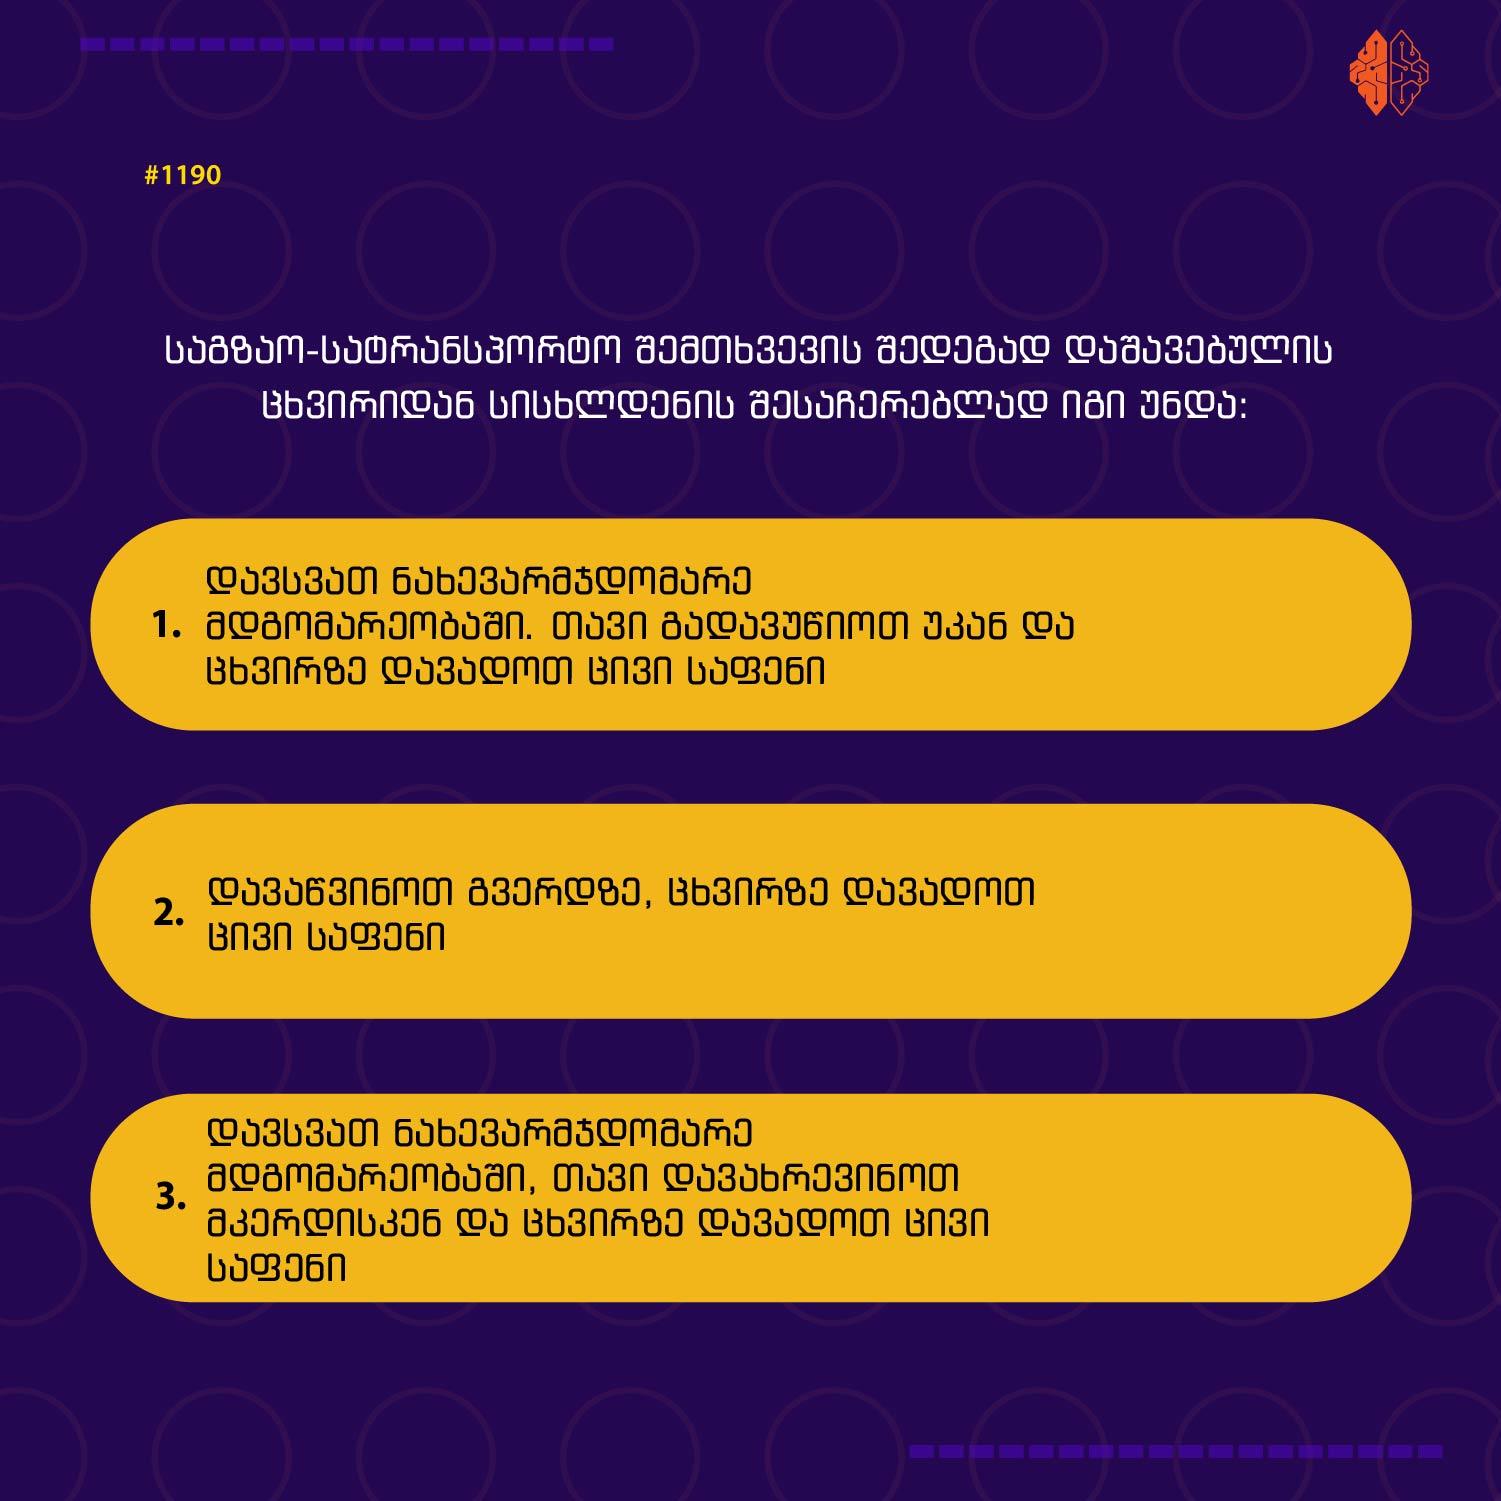 #1190
საგზაო-სატრანსპორტო შემთხვევის შედეგად დაშავებულის
ცხვირიდან სისხლდენის შესაჩერებლად იგი უნდა:
დავსვათ ნახევარმჯდომარე
1. მდგომარეობაში. თავი გადავუწიოთ უკან და
ცხვირზე დავადოთ ცივი საფენი
2. დავაწვინოთ გვერდზე, ცხვირზე დავადოთ
ცივი საფენი
დავსვათ ნახევარმჯდომარე
მდგომარეობაში, თავი დავახრევინოთ
3. მკერდისკენ და ცხვირზე დავადოთ ცივი
საფენი